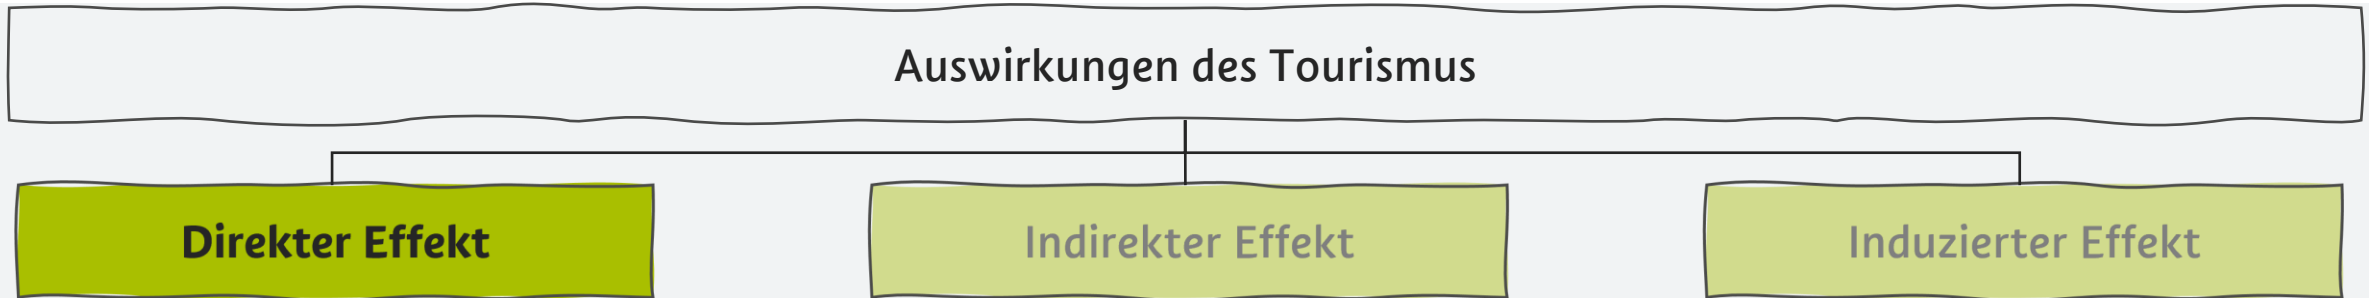 Auswirkungen des Tourismus
Direkter Effekt
Indirekter Effekt
Induzierter Effekt